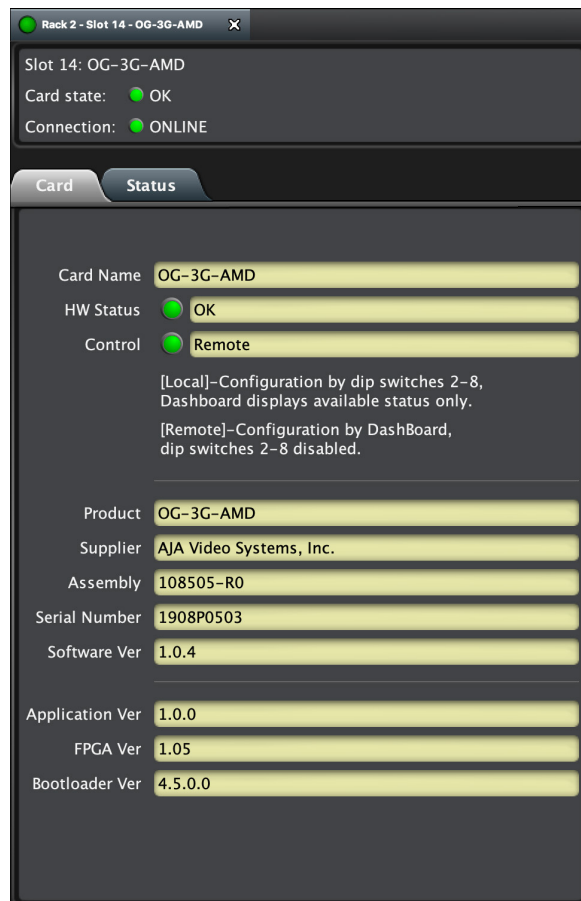 Rack 2 - Slot 14 - OG-3G-AMD
Slot 14: OG-3G-AMD
Card state: OK
Connection: ONLINE
Card Status
Card Name OG-3G-AMD
HW Status OK
Control Remote
[Local]-Configuration by dip switches 2-8,
Dashboard displays available status only.
[Remote]-Configuration by DashBoard,
dip switches 2-8 disabled.
Product OG-3G-AMD
Supplier AJA Video Systems, Inc.
Assembly 108505-R0
Serial Number 1908P0503
Software Ver 1.0.4
Application Ver 1.0.0
FPGA Ver 1.05
Bootloader Ver 4.5.0.0